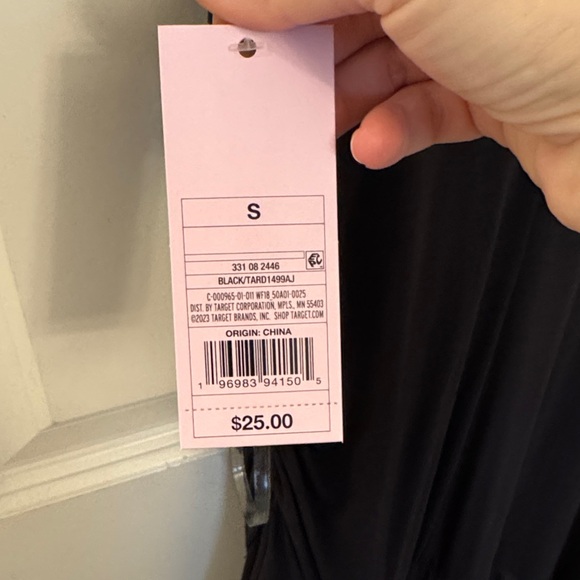 S
331 08 2446
BLACK/TARD1499AJ
C-000965-01-011 WF18_50A01-0025
DIST. BY TARGET CORPORATION, MPLS., MN 55403
©2023 TARGET BRANDS, INC. SHOP TARGET.COM
ORIGIN: CHINA
1 96983 94150 5
$25.00